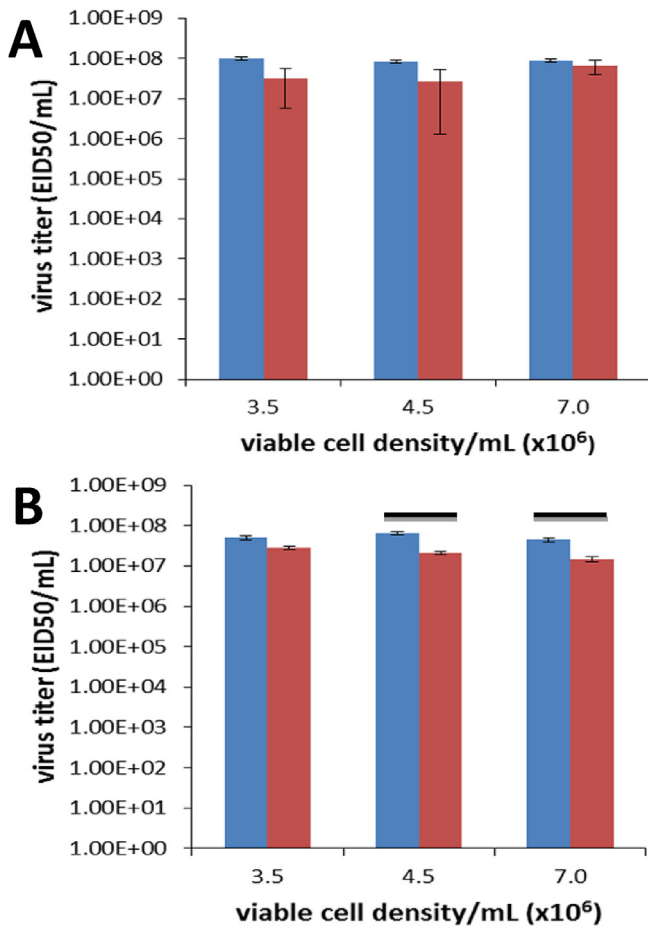 A
virus titer (EID50/mL)
1.00E+09
1.00E+08
1.00E+07
1.00E+06
1.00E+05
1.00E+04
1.00E+03
1.00E+02
1.00E+01
1.00E+00
3.5 4.5 7.0
viable cell density/mL (x10⁶)
B
virus titer (EID50/mL)
1.00E+09
1.00E+08
1.00E+07
1.00E+06
1.00E+05
1.00E+04
1.00E+03
1.00E+02
1.00E+01
1.00E+00
3.5 4.5 7.0
viable cell density/mL (x10⁶)